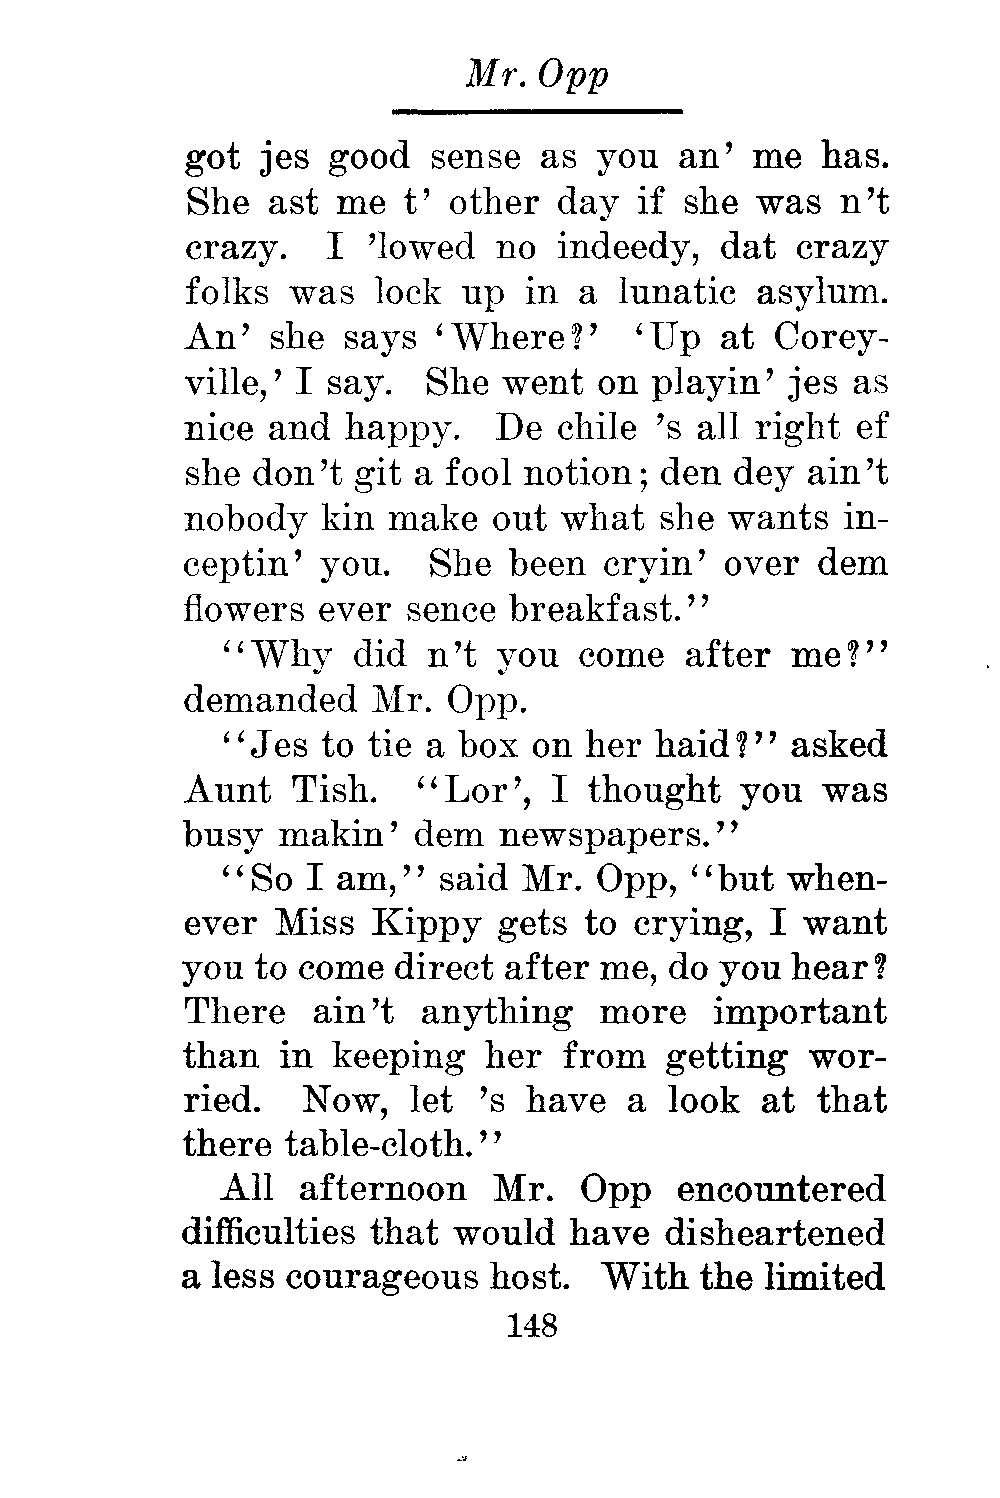 Mr. Opp
got jes good sense as you an' me has.
She ast me t' other day if she was n't
crazy. I 'lowed no indeedy, dat crazy
folks was lock up in a lunatic asylum.
An' she says 'Where?' 'Up at Corey-
ville,' I say. She went on playin' jes as
nice and happy. De chile 's all right ef
she don't git a fool notion; den dey ain't
nobody kin make out what she wants in-
ceptin' you. She been cryin' over dem
flowers ever sence breakfast."
"Why did n't you come after me?"
demanded Mr. Opp.
"Jes to tie a box on her haid?" asked
Aunt Tish. "Lor', I thought you was
busy makin' dem newspapers."
"So I am," said Mr. Opp, "but when-
ever Miss Kippy gets to crying, I want
you to come direct after me, do you hear?
There ain't anything more important
than in keeping her from getting wor-
ried. Now, let 's have a look at that
there table-cloth."
All afternoon Mr. Opp encountered
difficulties that would have disheartened
a less courageous host. With the limited
148